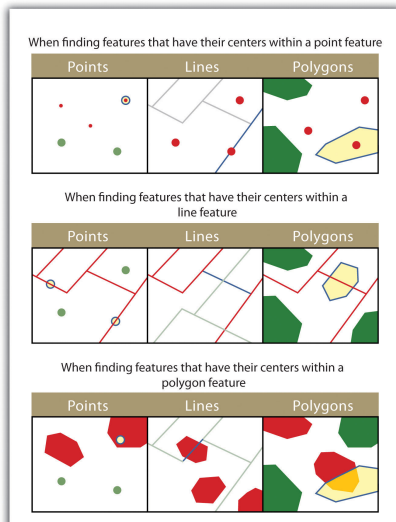 When finding features that have their centers within a point feature
Points Lines Polygons
When finding features that have their centers within a
line feature
Points Lines Polygons
When finding features that have their centers within a
polygon feature
Points Lines Polygons